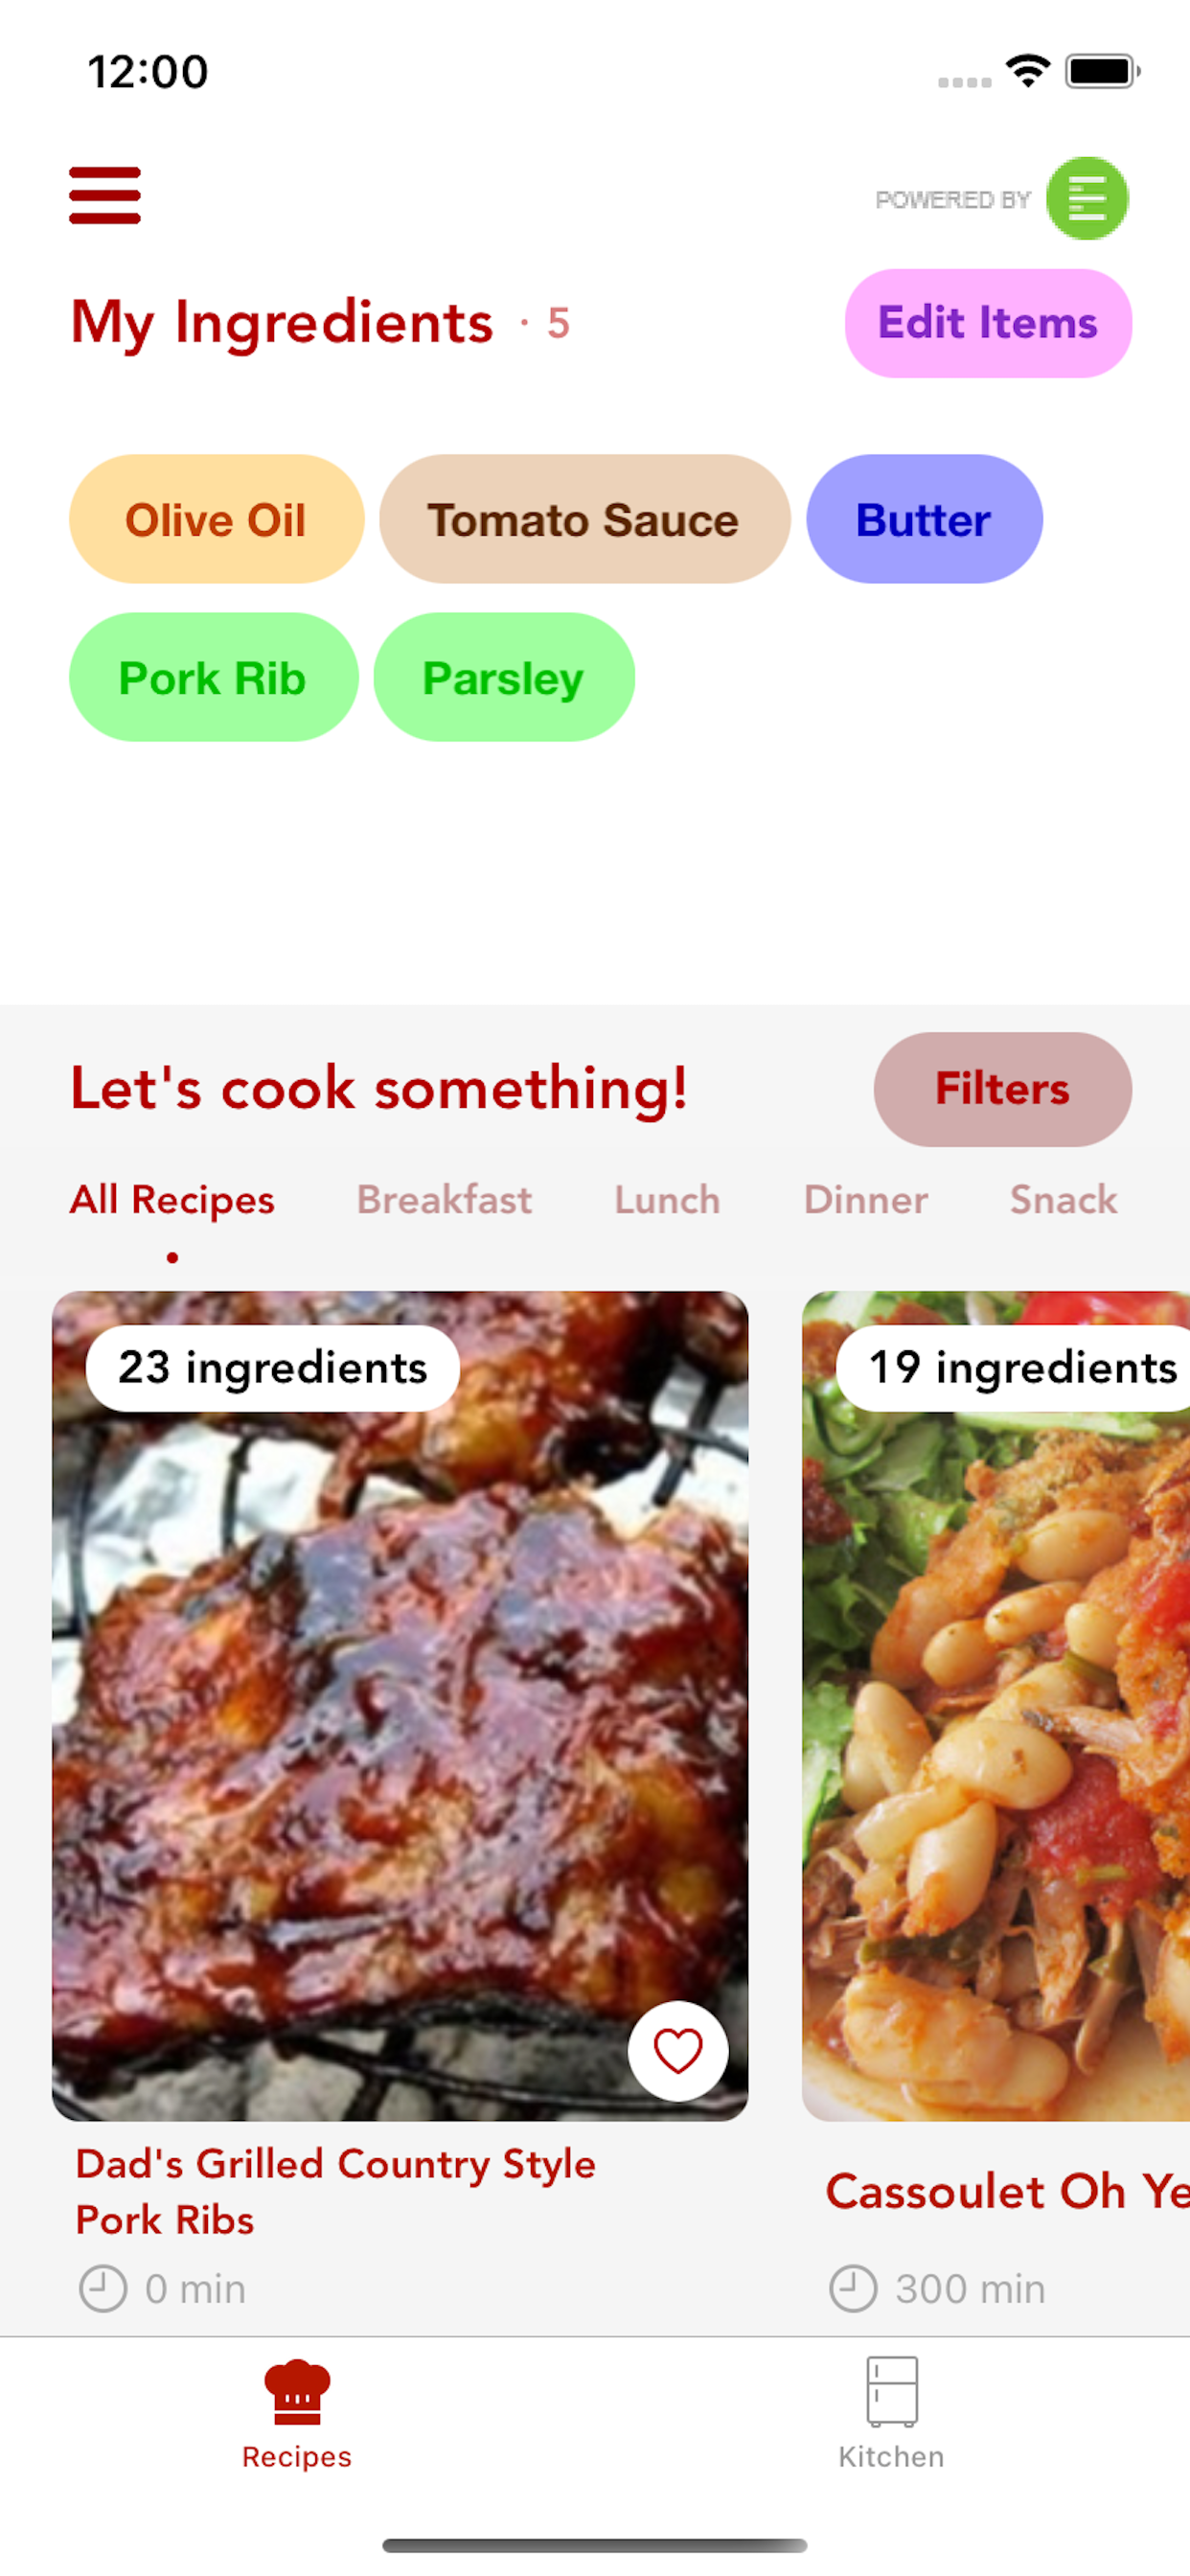 12:00
POWERED BY
My Ingredients · 5
Edit Items
Olive Oil
Tomato Sauce
Butter
Pork Rib
Parsley
Let's cook something!
Filters
All Recipes
Breakfast
Lunch
Dinner
Snack
23 ingredients
19 ingredients
Dad's Grilled Country Style
Pork Ribs
0 min
Cassoulet Oh Ye
300 min
Recipes
Kitchen